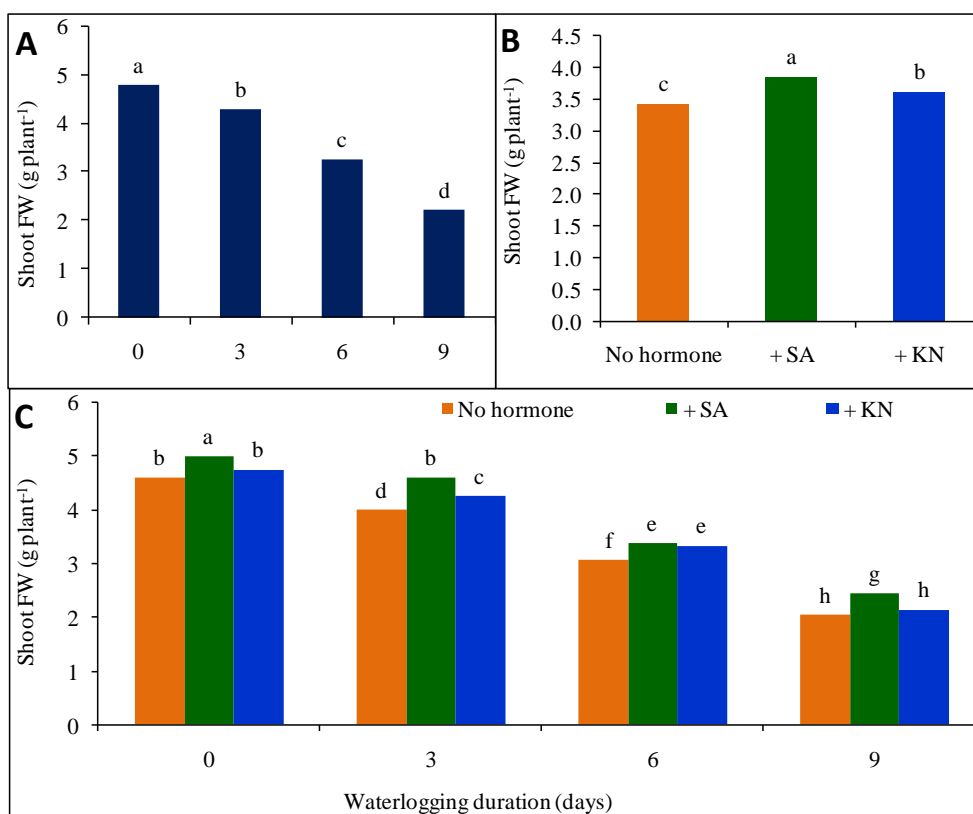 A
Shoot FW (g plant⁻¹)
6
5
4
3
2
1
0
a
b
c
d
0 3 6 9
B
Shoot FW (g plant⁻¹)
4.5
4.0
3.5
3.0
2.5
2.0
1.5
1.0
0.5
0.0
c
a
b
No hormone + SA + KN
C
No hormone + SA + KN
Shoot FW (g plant⁻¹)
6
5
4
3
2
1
0
b a b
d b c
f e e
h g h
0 3 6 9
Waterlogging duration (days)